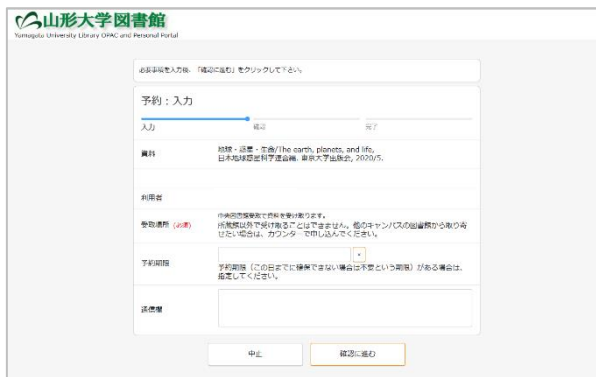 山形大学図書館
Yamagata University Library OPAC and Personal Portal
必要事項を入力後、「確認に進む」をクリックして下さい。
予約：入力
入力
確認
完了
資料
地球・惑星・生命/The earth, planets, and life,
日本地球惑星科学連合編. 東京大学出版会, 2020/5.
利用者
受取場所 (必須)
中央図書館受取で資料を受け取ります。
所属館以外で受け取ることはできません。他のキャンパスの図書館から取り寄
せたい場合は、カウンターで申し込んでください。
予約期限
予約期限（この日までに確保できない場合は不要という期限）がある場合は、
指定してください。
送信欄
中止
確認に進む